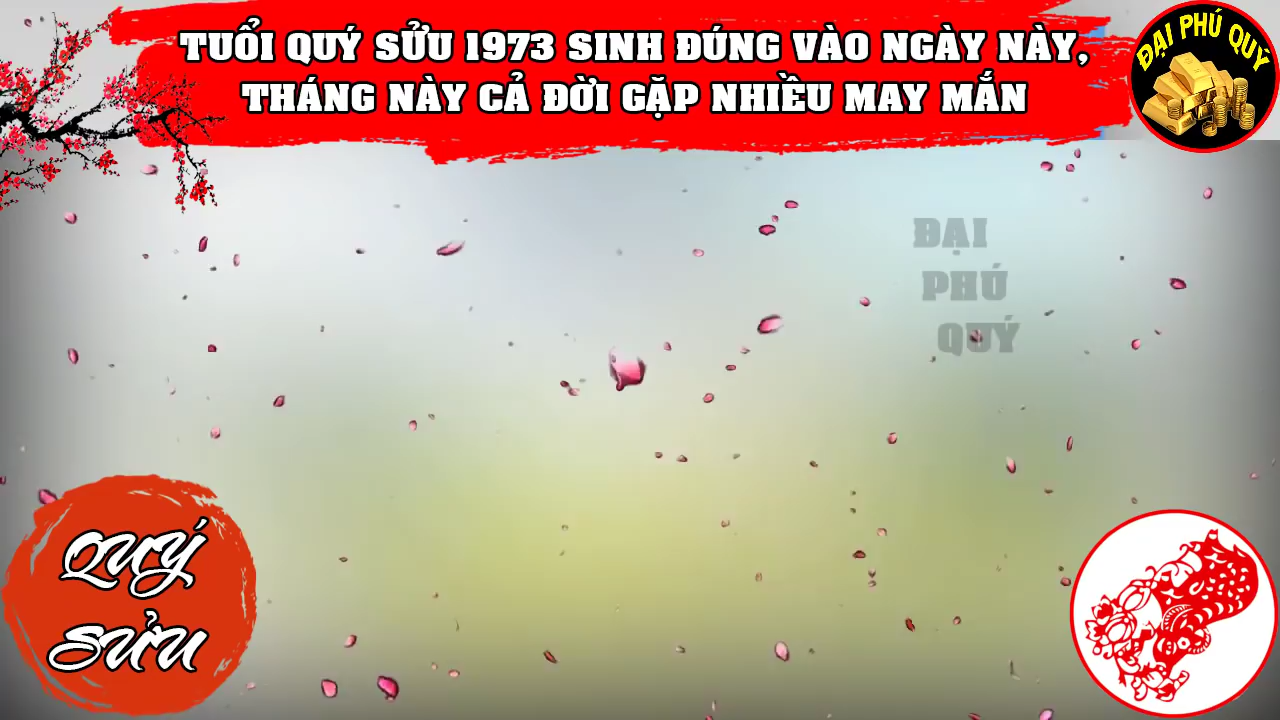 TUỔI QUÝ SỬU 1973 SINH ĐÚNG VÀO NGÀY NÀY,
THÁNG NÀY CẢ ĐỜI GẶP NHIỀU MAY MẮN
ĐẠI PHÚ QUÝ
ĐẠI
PHÚ
QUÝ
QUÝ
SỬU